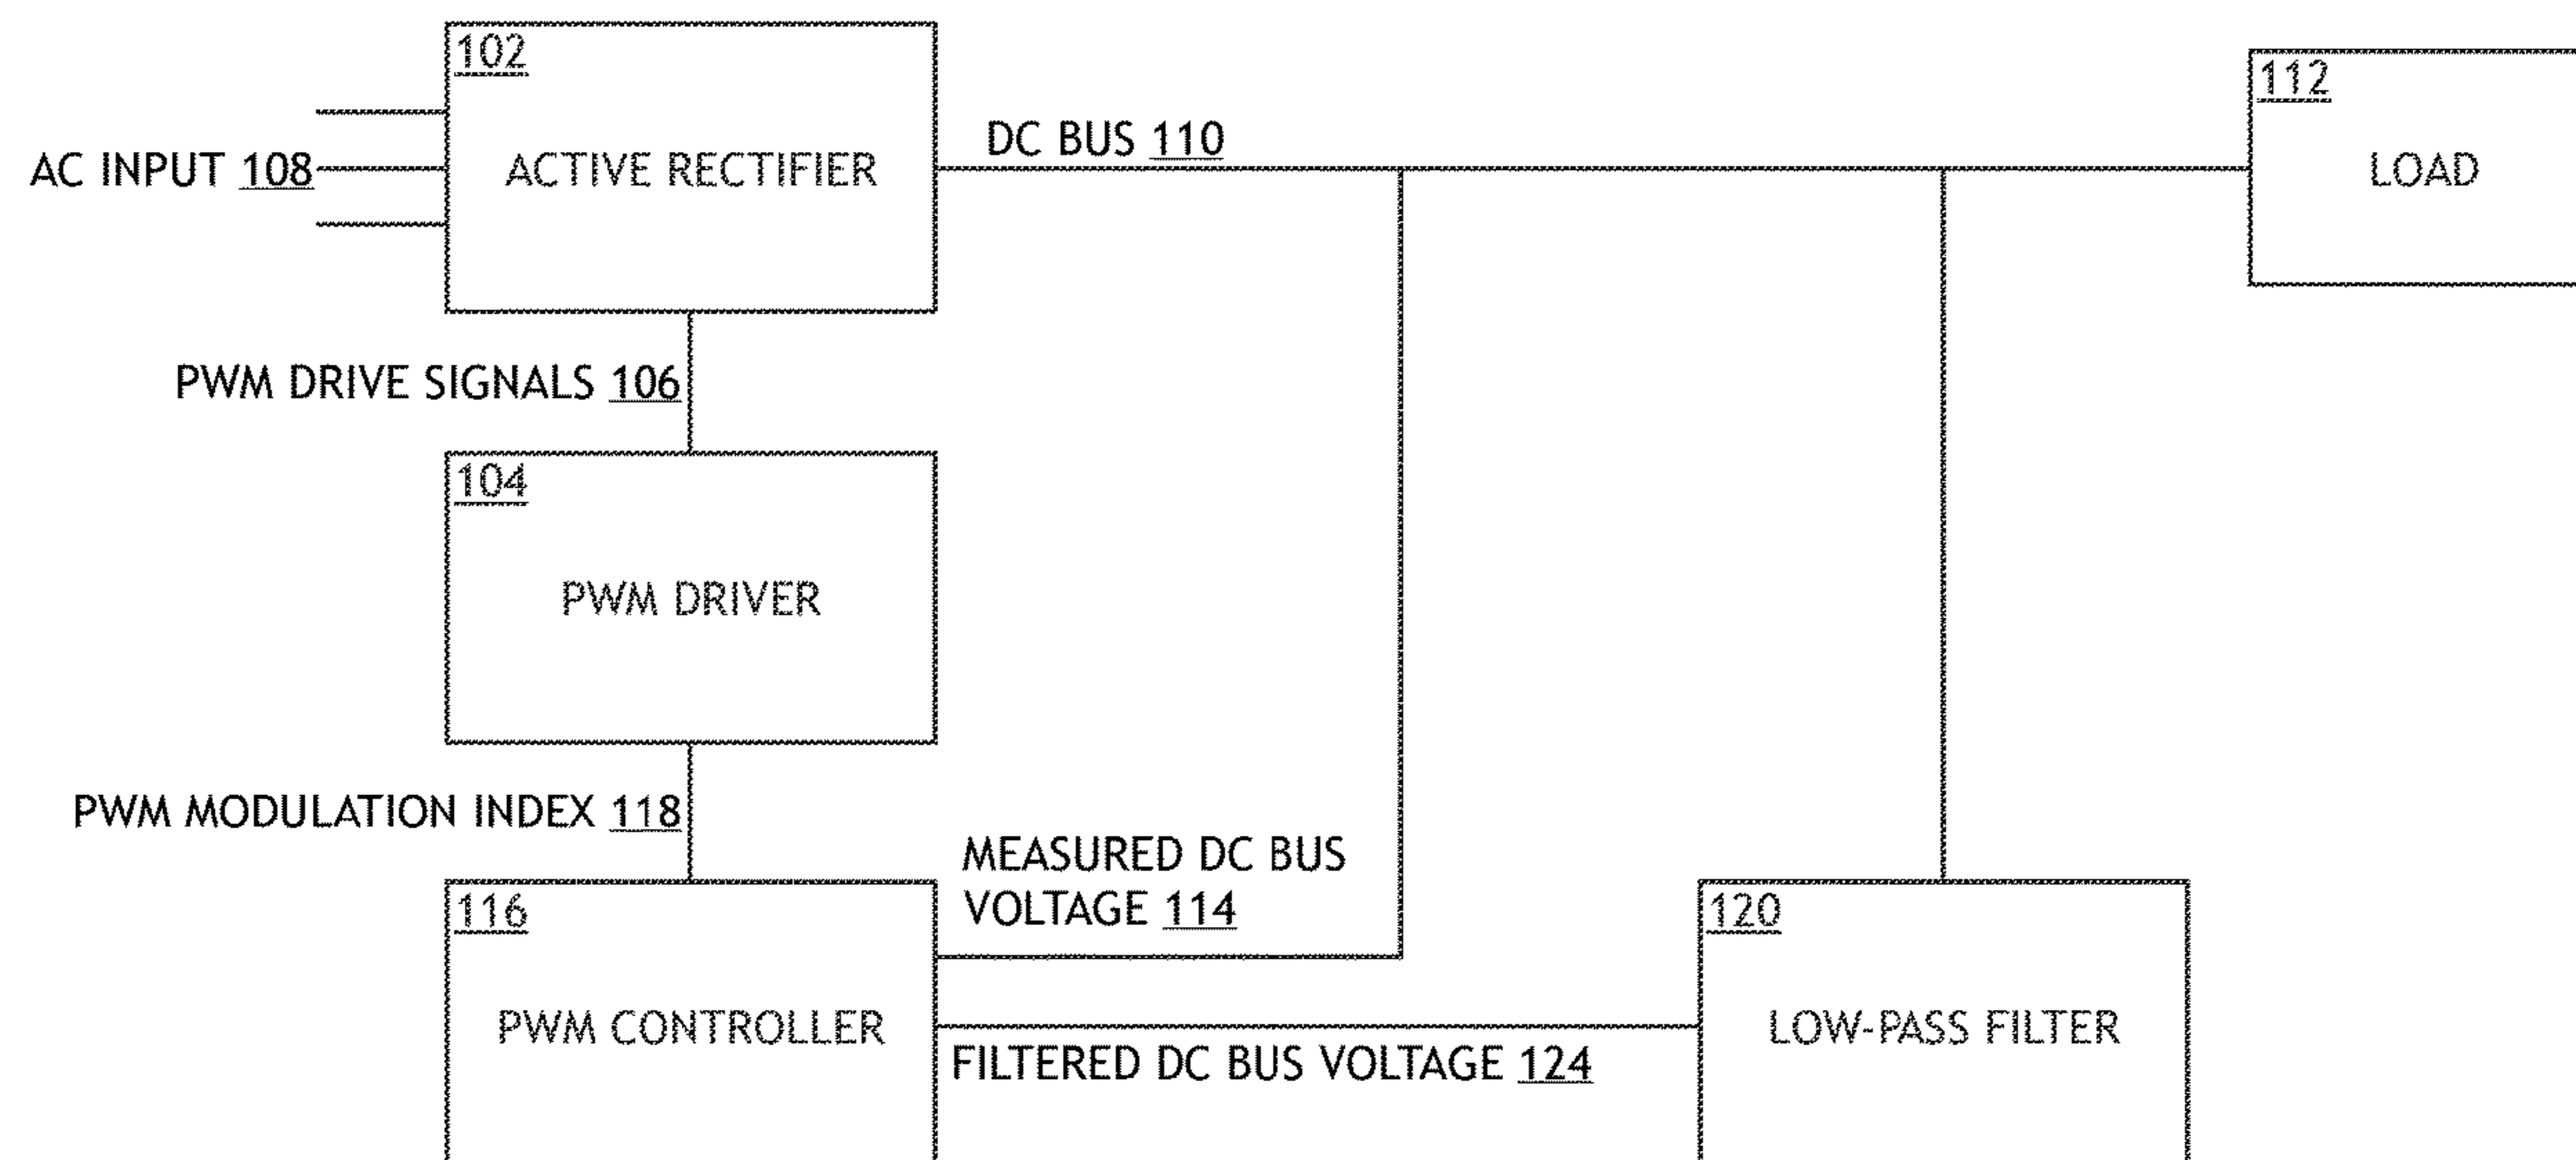 102
112
AC INPUT 108
ACTIVE RECTIFIER
DC BUS 110
LOAD
PWM DRIVE SIGNALS 106
104
PWM DRIVER
PWM MODULATION INDEX 118
MEASURED DC BUS
VOLTAGE 114
116
120
PWM CONTROLLER
LOW-PASS FILTER
FILTERED DC BUS VOLTAGE 124